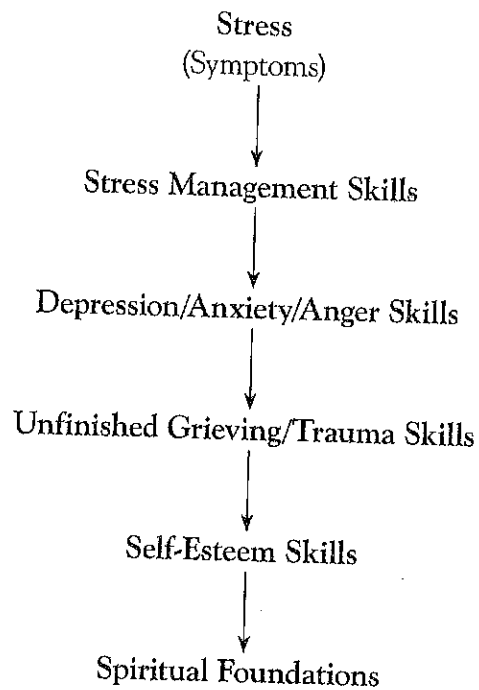 Stress
(Symptoms)
Stress Management Skills
Depression/Anxiety/Anger Skills
Unfinished Grieving/Trauma Skills
Self-Esteem Skills
Spiritual Foundations